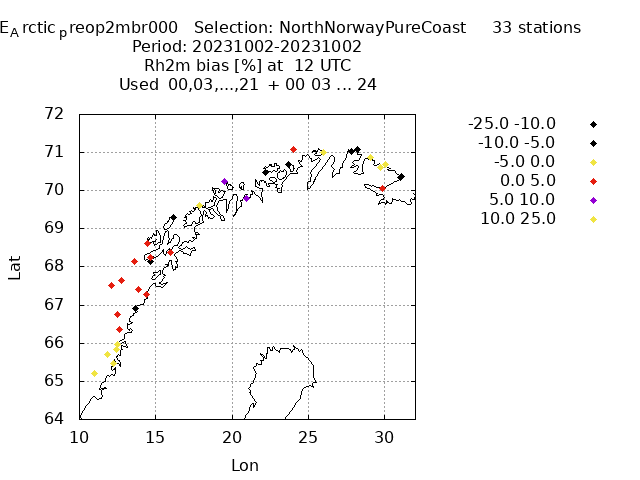 E_A rctic_p reop2mbr000   Selection: NorthNorwayPureCoast   33 stations
Period: 20231002-20231002
Rh2m bias [%] at 12 UTC
Used 00,03,...,21 + 00 03 ... 24
72
71
70
69
68
67
66
65
64
10 15 20 25 30
Lat
Lon
-25.0 -10.0
-10.0 -5.0
-5.0 0.0
0.0 5.0
5.0 10.0
10.0 25.0